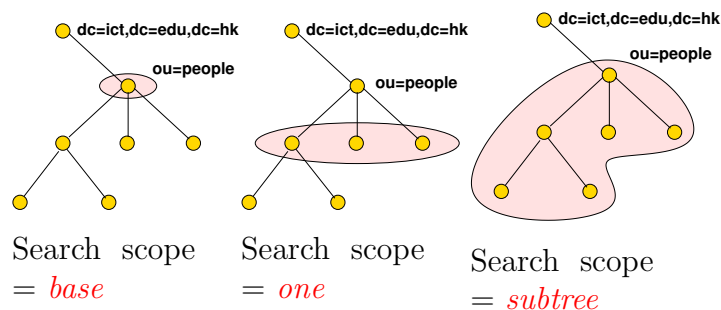 dc=ict,dc=edu,dc=hk
ou=people
Search scope
= base
dc=ict,dc=edu,dc=hk
ou=people
Search scope
= one
dc=ict,dc=edu,dc=hk
ou=people
Search scope
= subtree